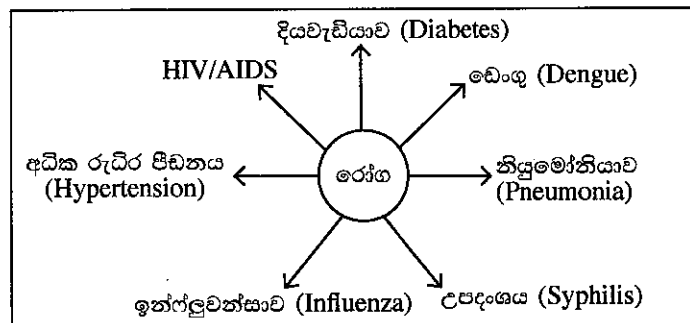 දියවැඩියාව (Diabetes)
HIV/AIDS
ඩෙංගු (Dengue)
අධික රුධිර පීඩනය
(Hypertension)
රෝග
නියුමෝනියාව
(Pneumonia)
ඉන්ෆ්ලුවන්සාව (Influenza)
උපදංශය (Syphilis)